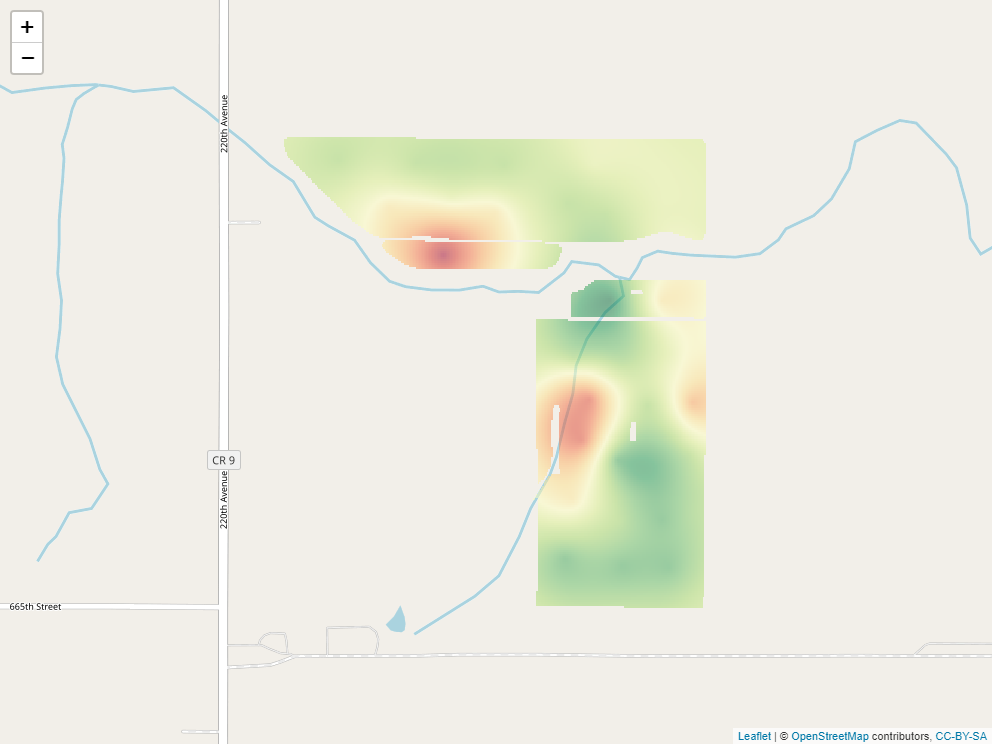 +
−
220th Avenue
CR 9
220th Avenue
665th Street
Leaflet | © OpenStreetMap contributors, CC-BY-SA